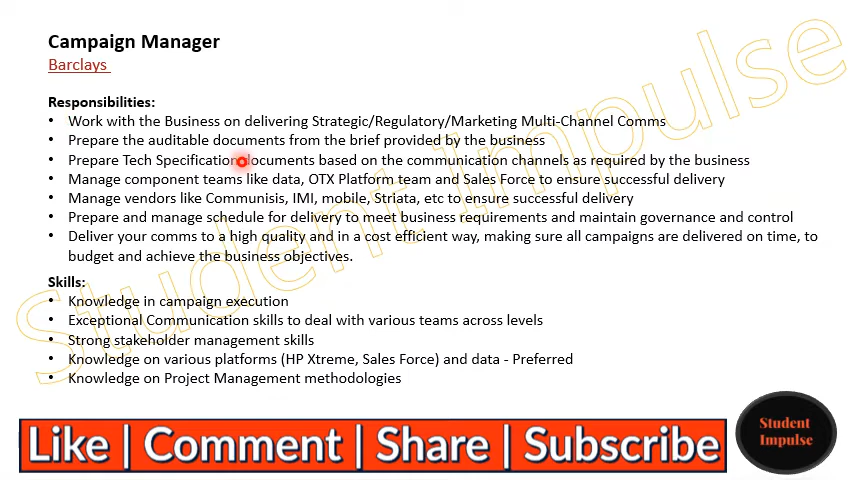 Campaign Manager
Barclays
Responsibilities:
• Work with the Business on delivering Strategic/Regulatory/Marketing Multi-Channel Comms
• Prepare the auditable documents from the brief provided by the business
• Prepare Tech Specification documents based on the communication channels as required by the business
• Manage component teams like data, OTX Platform team and Sales Force to ensure successful delivery
• Manage vendors like Communisis, IMI, mobile, Striata, etc to ensure successful delivery
• Prepare and manage schedule for delivery to meet business requirements and maintain governance and control
• Deliver your comms to a high quality and in a cost efficient way, making sure all campaigns are delivered on time, to
budget and achieve the business objectives.
Skills:
• Knowledge in campaign execution
• Exceptional Communication skills to deal with various teams across levels
• Strong stakeholder management skills
• Knowledge on various platforms (HP Xtreme, Sales Force) and data - Preferred
• Knowledge on Project Management methodologies
Student Impulse
Like | Comment | Share | Subscribe
Student
Impulse